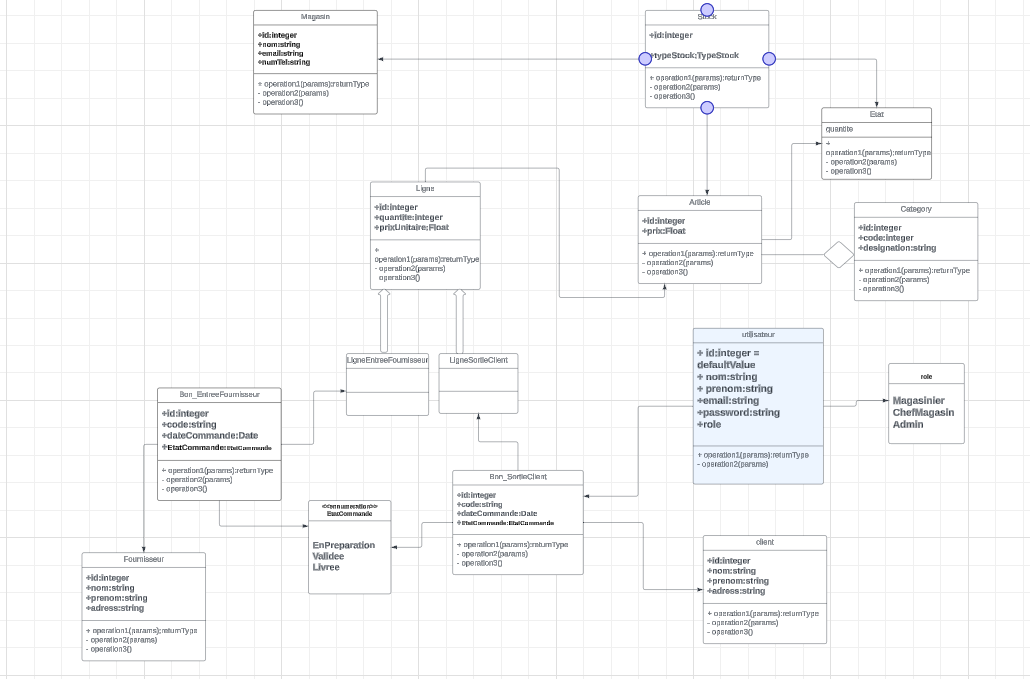 Magasin
+id:integer
+nom:string
+email:string
+numTel:string
+ operation1(params):returnType
- operation2(params)
- operation3()
Stock
+id:integer
+typeStock:TypeStock
+ operation1(params):returnType
- operation2(params)
- operation3()
Etat
quantite
+
operation1(params):returnType
- operation2(params)
- operation3()
Ligne
+id:integer
+quantite:integer
+prixUnitaire:Float
+
operation1(params):returnType
- operation2(params)
operation3()
Article
+id:integer
+prix:Float
+ operation1(params):returnType
- operation2(params)
- operation3()
Category
+id:integer
+code:integer
+designation:string
+ operation1(params):returnType
- operation2(params)
- operation3()
LigneEntreeFournisseur
LigneSortieClient
utilisateur
+ id:integer =
defaultValue
+ nom:string
+ prenom:string
+email:string
+password:string
+role
+ operation1(params):returnType
- operation2(params)
role
Magasinier
ChefMagasin
Admin
Bon_EntreeFournisseur
+id:integer
+code:string
+dateCommande:Date
+EtatCommande:EtatCommande
+ operation1(params):returnType
- operation2(params)
- operation3()
<<ennumeration>>
EtatCommande
EnPreparation
Validee
Livree
Bon_SortieClient
+id:integer
+code:string
+dateCommande:Date
+EtatCommande:EtatCommande
+ operation1(params):returnType
- operation2(params)
- operation3()
Fournisseur
+id:integer
+nom:string
+prenom:string
+adress:string
+ operation1(params):returnType
- operation2(params)
- operation3()
client
+id:integer
+nom:string
+prenom:string
+adress:string
+ operation1(params):returnType
- operation2(params)
- operation3()